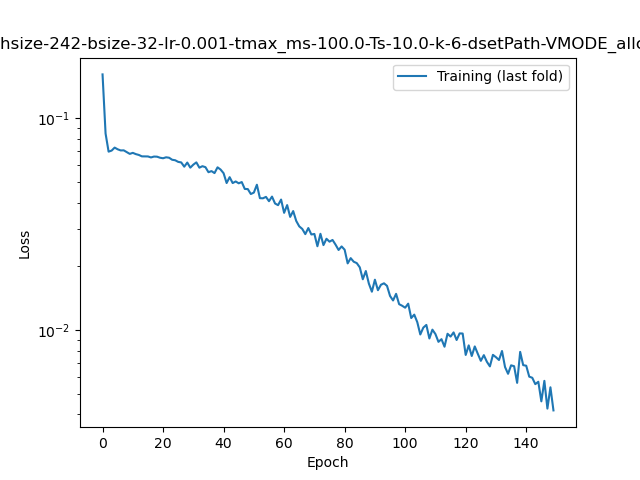 hsize-242-bsize-32-lr-0.001-tmax_ms-100.0-Ts-10.0-k-6-dsetPath-VMODE_allo
Training (last fold)
10⁻¹
10⁻²
Loss
0 20 40 60 80 100 120 140
Epoch